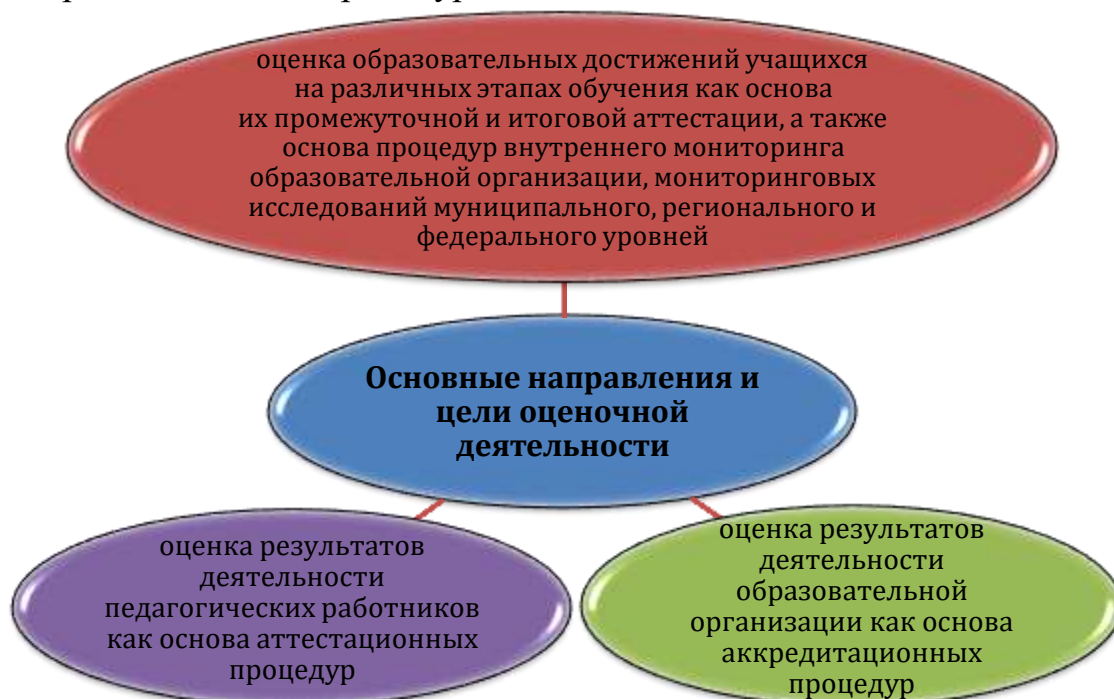 оценка образовательных достижений учащихся
на различных этапах обучения как основа
их промежуточной и итоговой аттестации, а также
основа процедур внутреннего мониторинга
образовательной организации, мониторинговых
исследований муниципального, регионального и
федерального уровней
Основные направления и
цели оценочной
деятельности
оценка результатов
деятельности
педагогических работников
как основа аттестационных
процедур
оценка результатов
деятельности
образовательной
организации как основа
аккредитационных
процедур